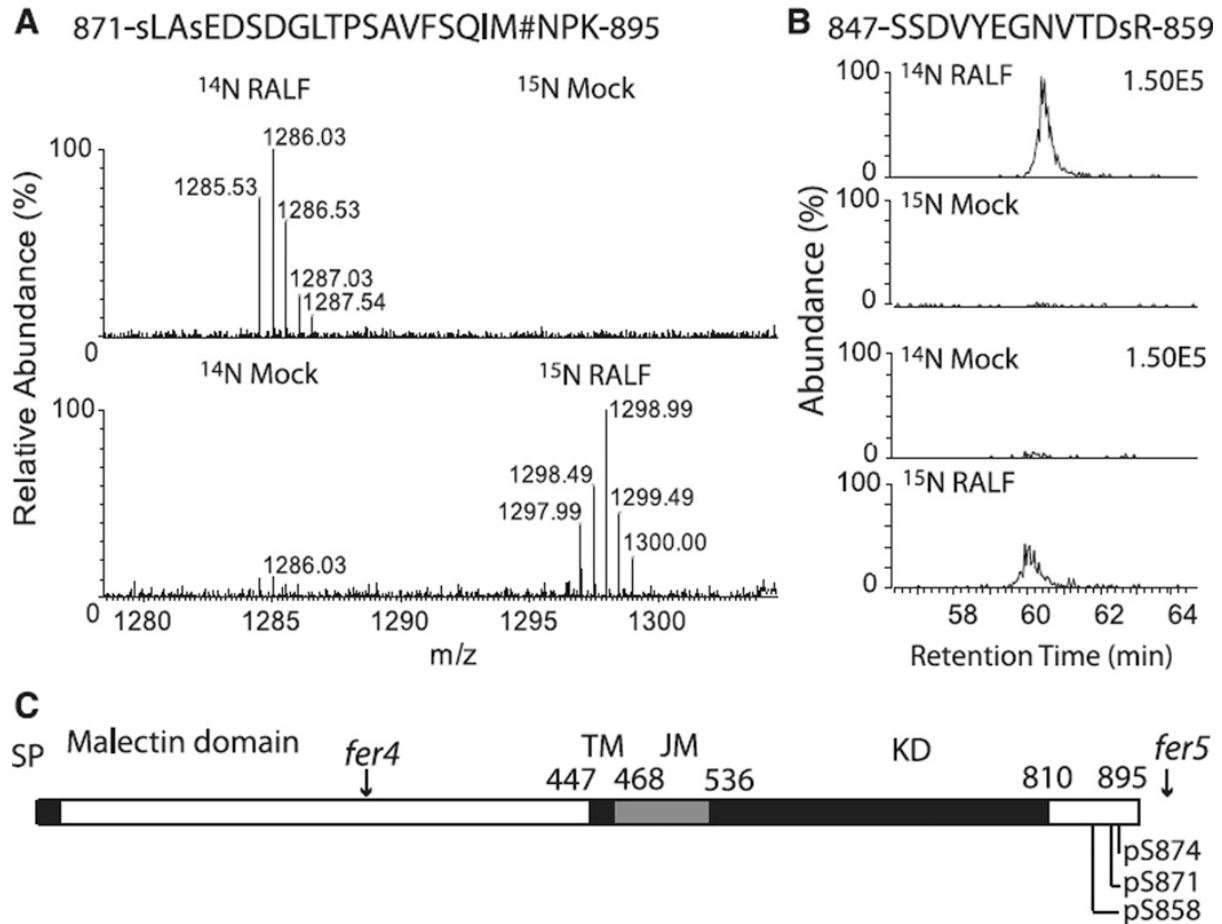 A 871-sLAsEDSDGLTPSAVFSQIM#NPK-895
14N RALF 15N Mock
Relative Abundance (%)
100
1286.03
1285.53
1286.53
1287.03
1287.54
0
14N Mock 15N RALF
100
1298.99
1298.49
1299.49
1297.99
1300.00
1286.03
0
1280 1285 1290 1295 1300
m/z
B 847-SSDVYEGNVTDsR-859
Abundance (%)
100 14N RALF 1.50E5
0
100 15N Mock
0
100 14N Mock 1.50E5
0
100 15N RALF
0
58 60 62 64
Retention Time (min)
C
SP Malectin domain fer4 TM JM KD fer5
447 468 536 810 895
pS874
pS871
pS858